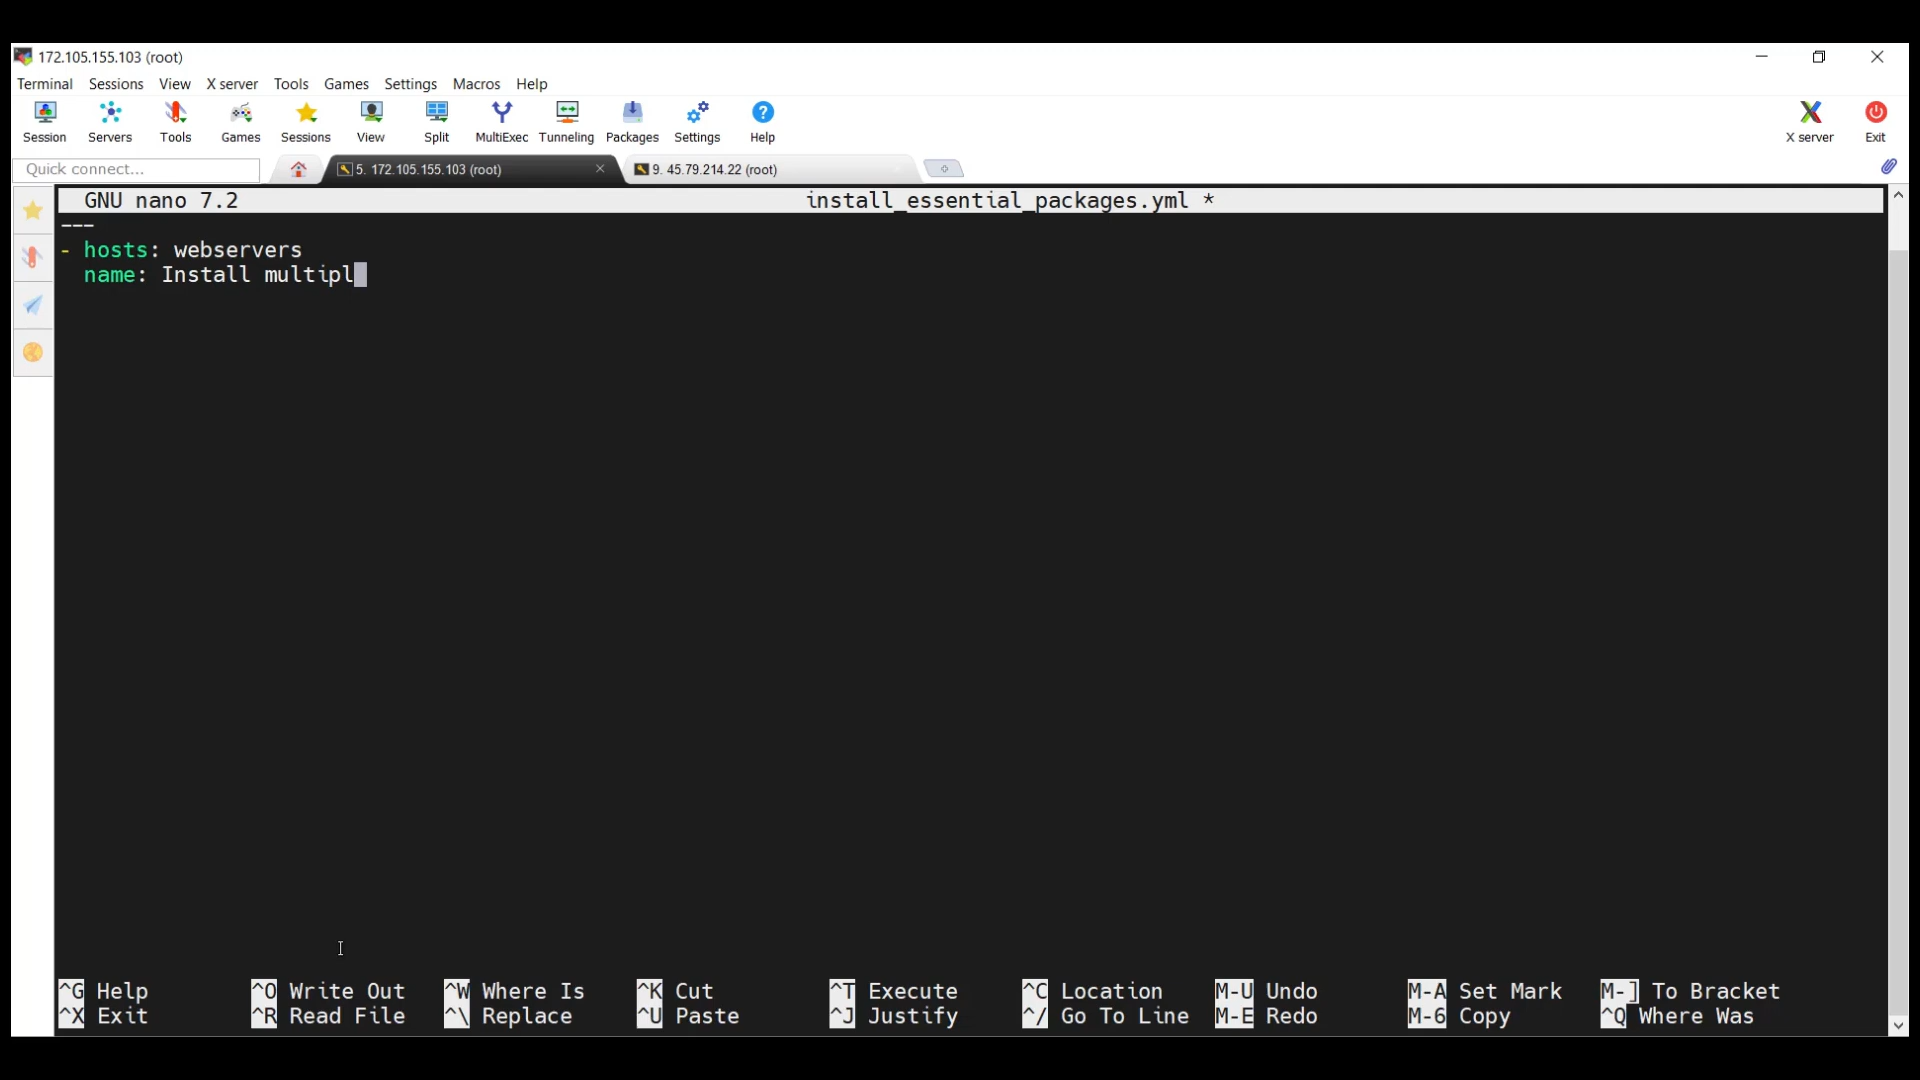 172.105.155.103 (root)
Terminal Sessions View X server Tools Games Settings Macros Help
Session Servers Tools Games Sessions View Split MultiExec Tunneling Packages Settings Help X server Exit
Quick connect... 5. 172.105.155.103 (root) 9. 45.79.214.22 (root)
GNU nano 7.2 install_essential_packages.yml *
---
- hosts: webservers
name: Install multipl
^G Help ^O Write Out ^W Where Is ^K Cut ^T Execute ^C Location M-U Undo M-A Set Mark M-] To Bracket
^X Exit ^R Read File ^\ Replace ^U Paste ^J Justify ^/ Go To Line M-E Redo M-6 Copy ^Q Where Was